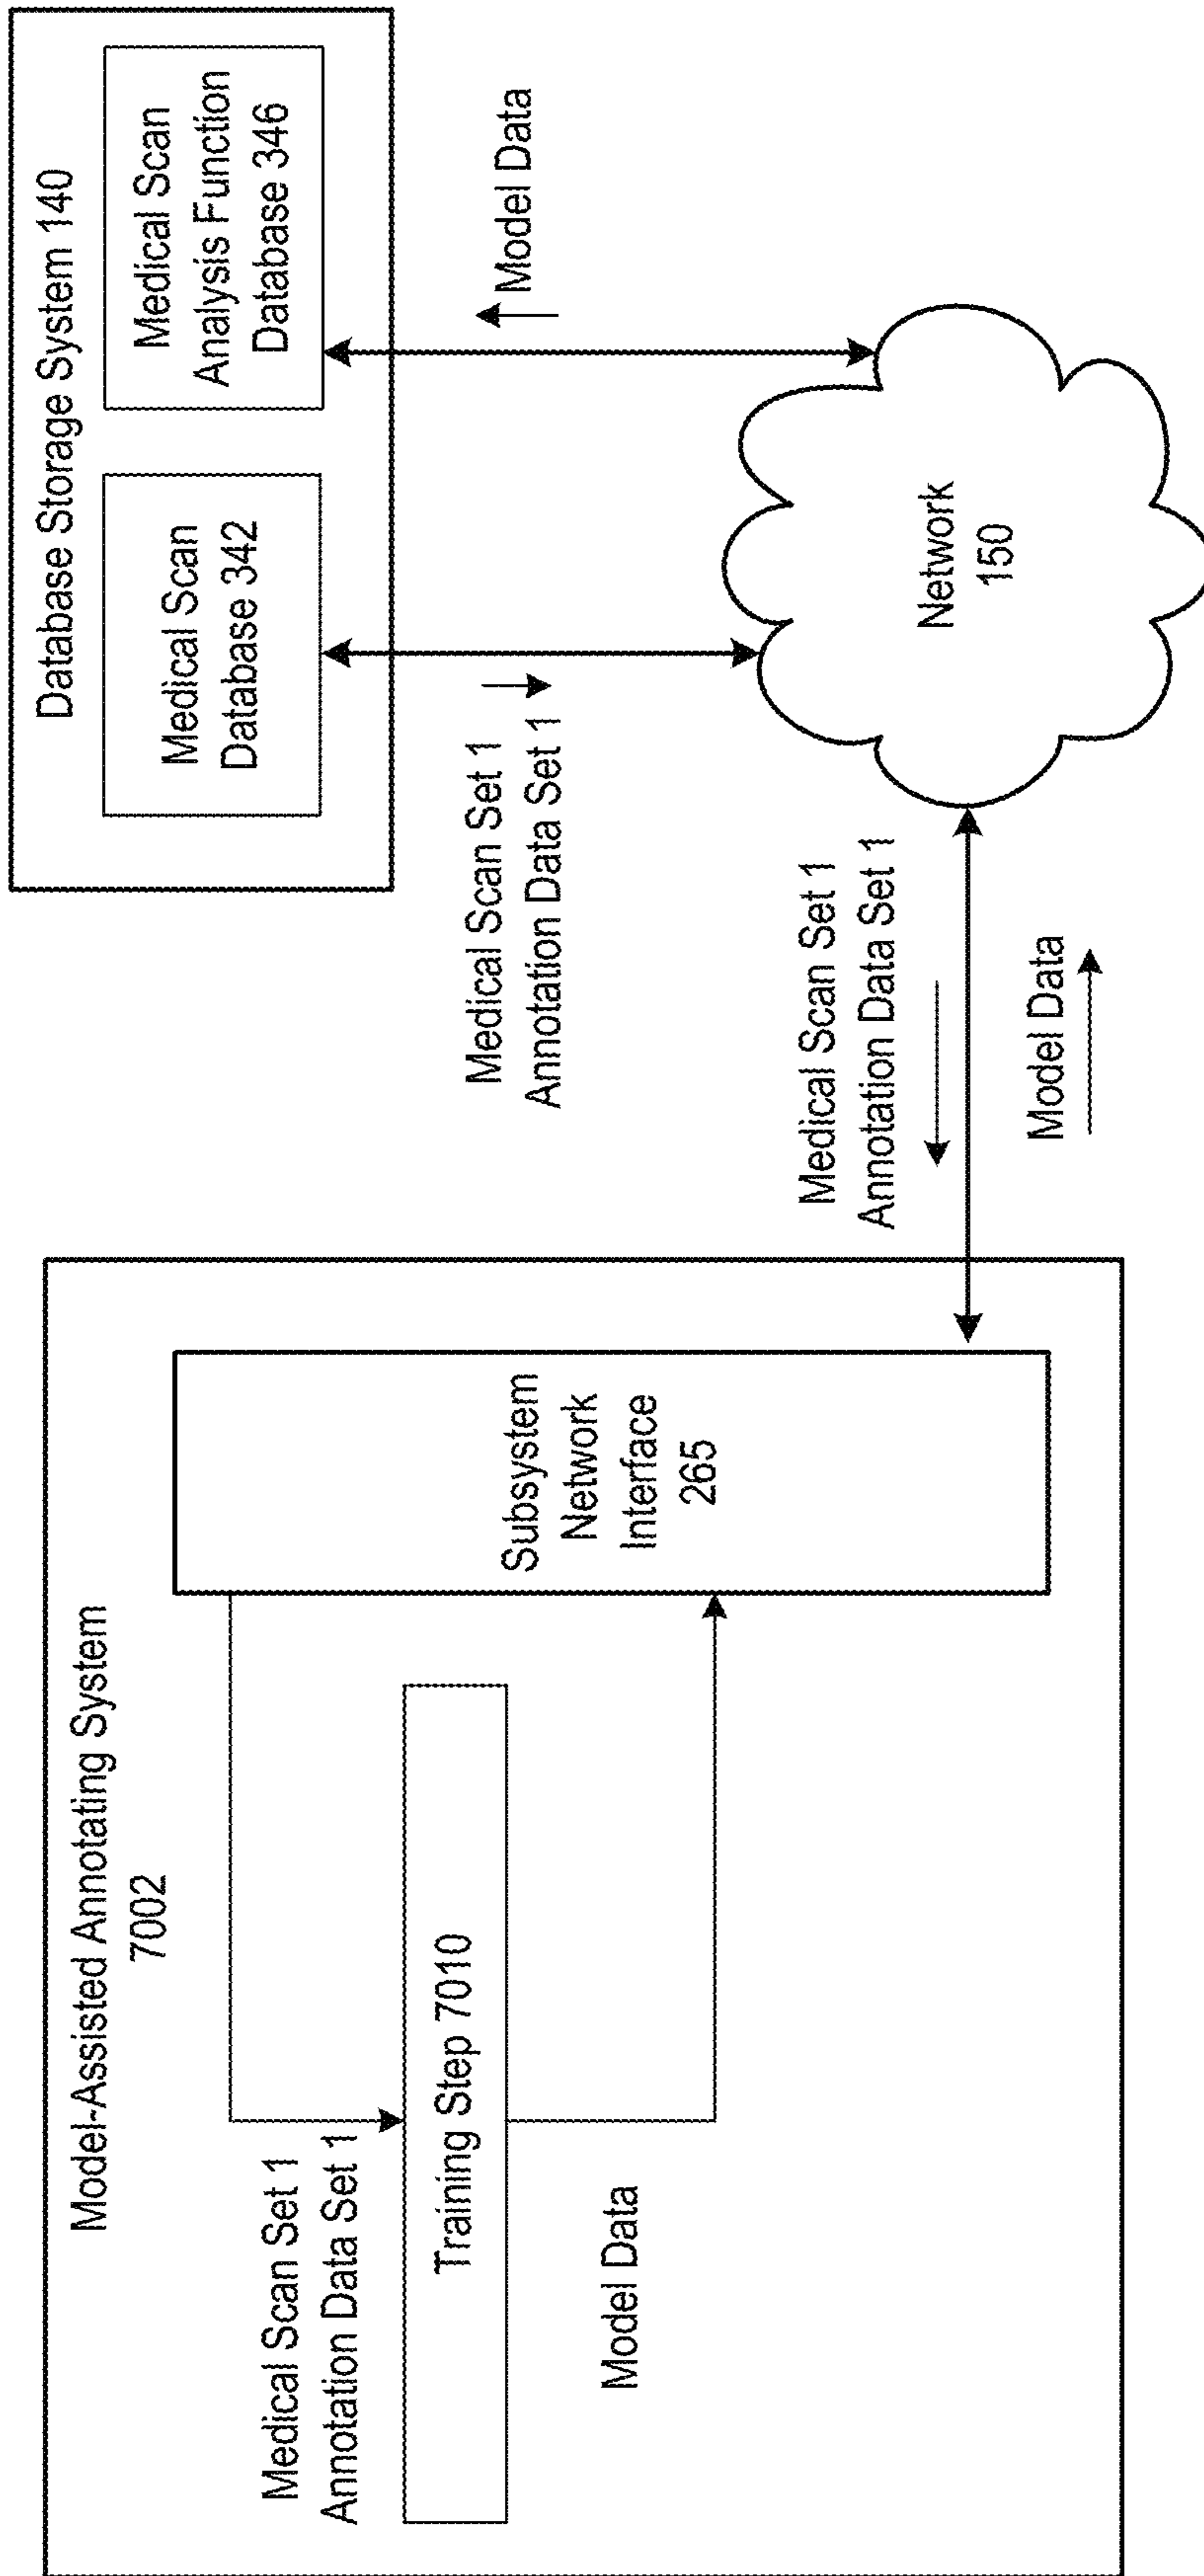 Model-Assisted Annotating System
7002
Medical Scan Set 1
Annotation Data Set 1
Training Step 7010
Model Data
Subsystem
Network
Interface
265
Medical Scan Set 1
Annotation Data Set 1
Model Data
Database Storage System 140
Medical Scan
Database 342
Medical Scan
Analysis Function
Database 346
Medical Scan Set 1
Annotation Data Set 1
Model Data
Network
150